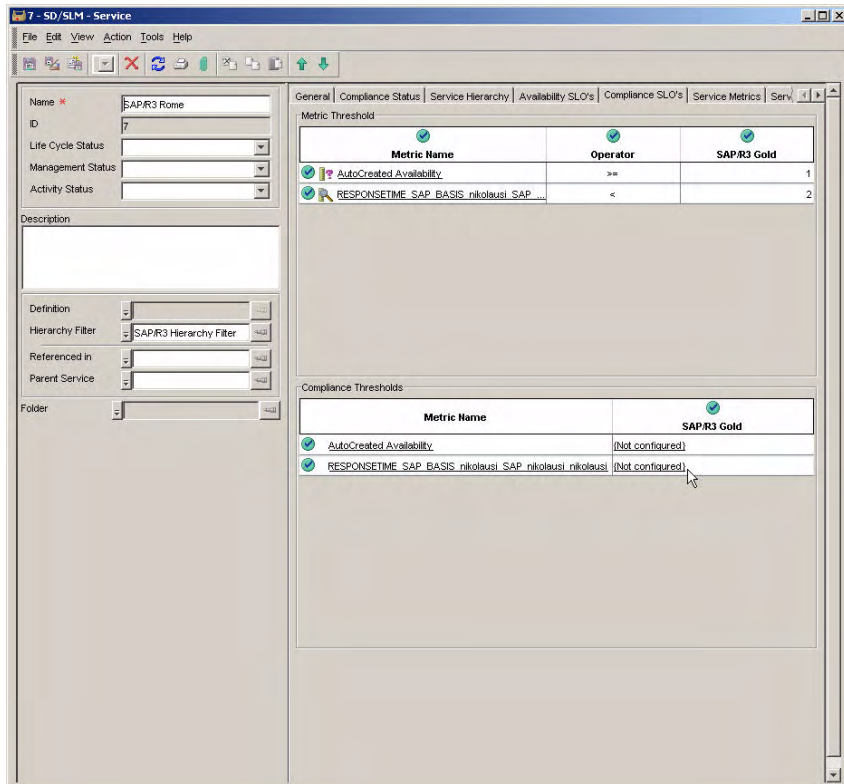 7 - SD/SLM - Service
File Edit View Action Tools Help
Name *
SAP/R3 Rome
ID
7
Life Cycle Status
Management Status
Activity Status
Description
Definition
Hierarchy Filter
SAP/R3 Hierarchy Filter
Referenced in
Parent Service
Folder
General Compliance Status Service Hierarchy Availability SLO's Compliance SLO's Service Metrics Serv
Metric Threshold
Metric Name Operator SAP/R3 Gold
AutoCreated Availability >= 1
RESPONSETIME_SAP_BASIS_nikolausi_SAP_... < 2
Compliance Thresholds
Metric Name SAP/R3 Gold
AutoCreated Availability {Not configured}
RESPONSETIME_SAP_BASIS_nikolausi_SAP_nikolausi_nikolausi {Not configured}